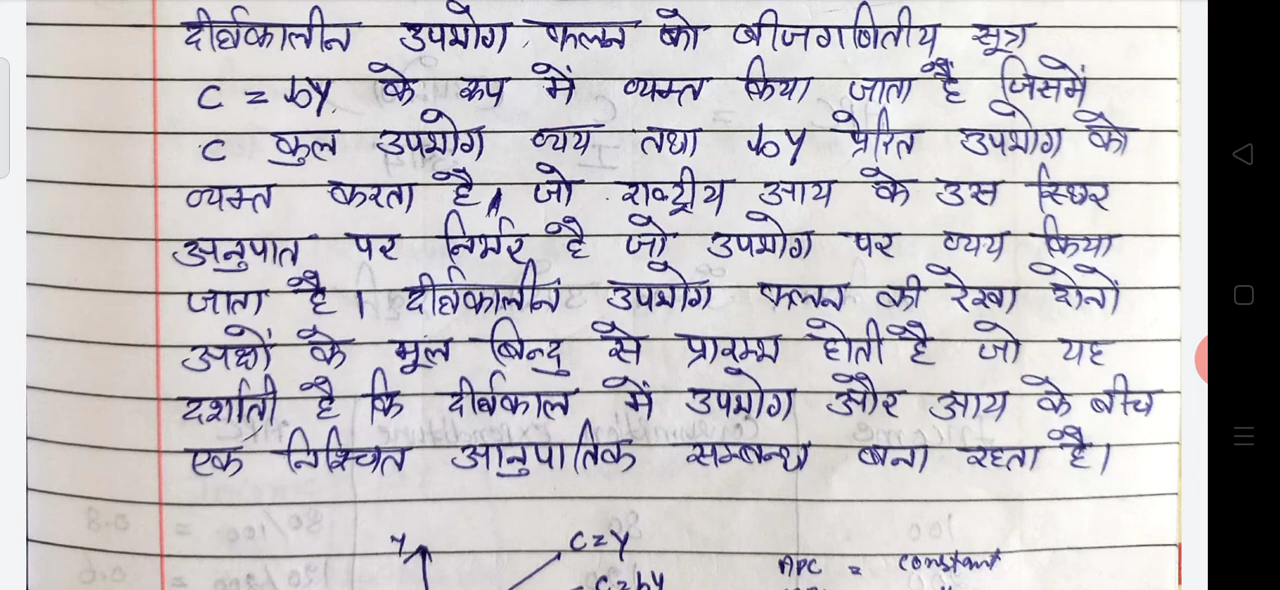 दीर्घकालीन उपभोग फलन को बीजगणितीय सूत्र
C = bY के रूप में व्यक्त किया जाता है जिसमें
C कुल उपभोग व्यय तथा bY प्रेरित उपभोग को
व्यक्त करता है, जो राष्ट्रीय आय के उस स्थिर
अनुपात पर निर्भर है जो उपभोग पर व्यय किया
जाता है। दीर्घकालीन उपभोग फलन की रेखा दोनों
अक्षों के मूल बिन्दु से प्रारम्भ होती है जो यह
दर्शाती है कि दीर्घकाल में उपभोग और आय के बीच
एक निश्चित आनुपातिक सम्बन्ध बना रहता है।
Y C=Y
C=bY APC = constant